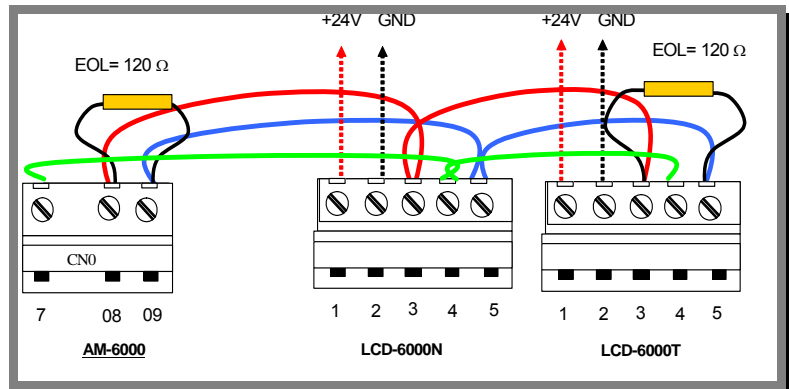 +24V GND
+24V GND
EOL= 120 Ω
EOL= 120 Ω
CN0
7 08 09
1 2 3 4 5
1 2 3 4 5
AM-6000
LCD-6000N
LCD-6000T